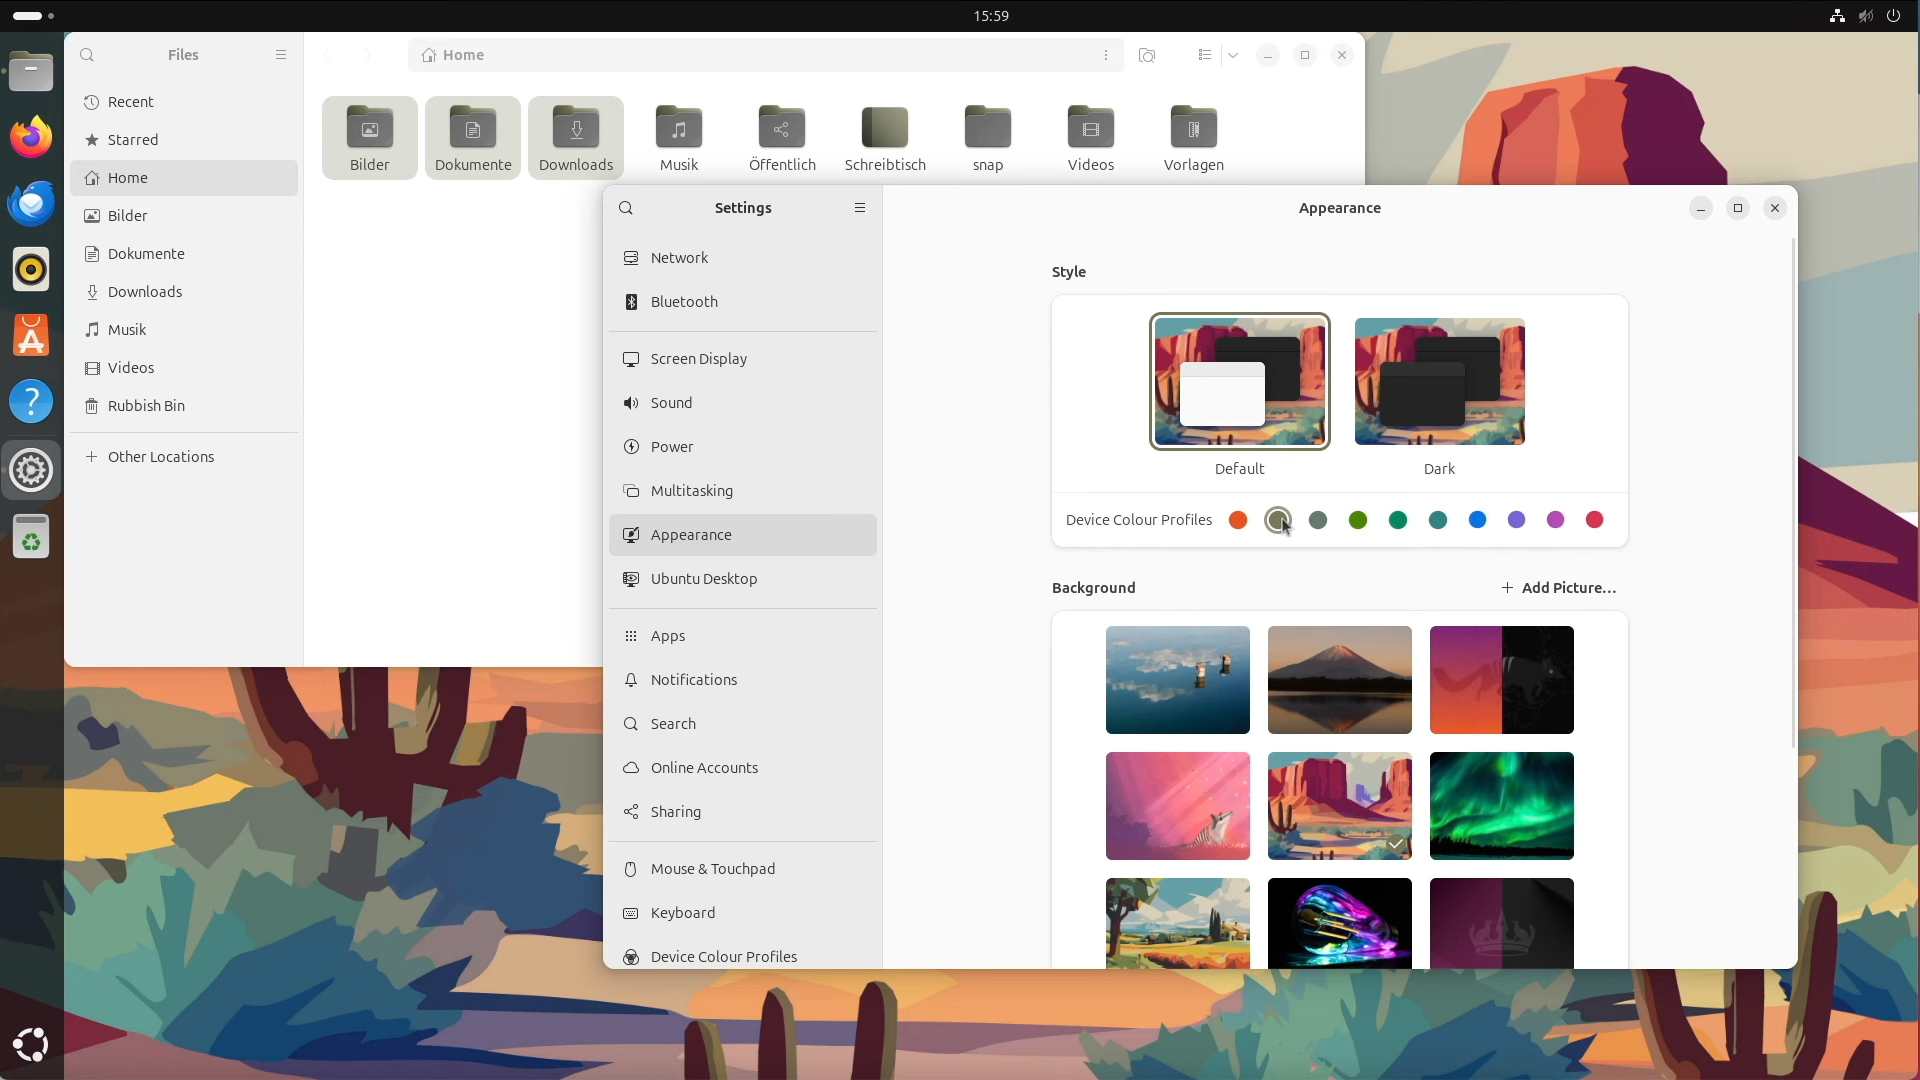 15:59
Files
Home
Recent
Starred
Home
Bilder
Dokumente
Downloads
Musik
Videos
Rubbish Bin
Other Locations
Bilder
Dokumente
Downloads
Musik
Öffentlich
Schreibtisch
snap
Videos
Vorlagen
Settings
Network
Bluetooth
Screen Display
Sound
Power
Multitasking
Appearance
Ubuntu Desktop
Apps
Notifications
Search
Online Accounts
Sharing
Mouse & Touchpad
Keyboard
Device Colour Profiles
Appearance
Style
Default
Dark
Device Colour Profiles
Background
Add Picture…